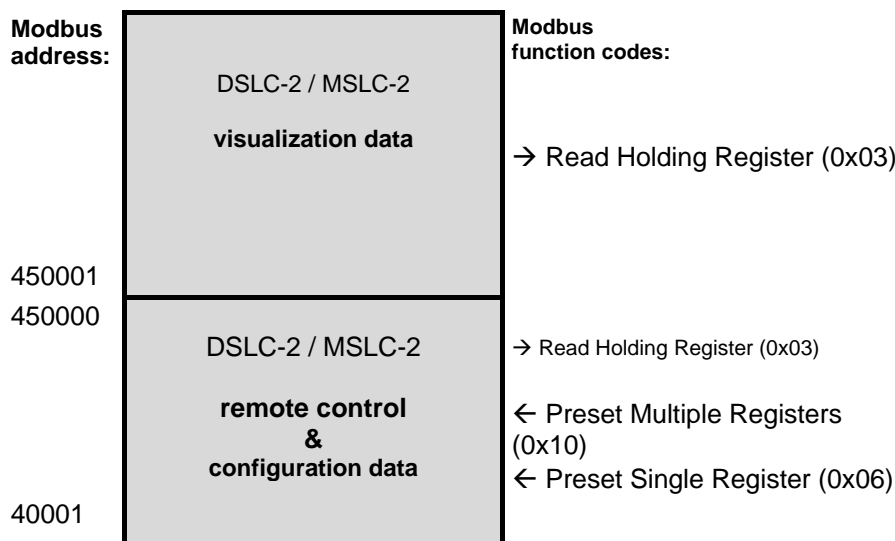 Modbus
address:
Modbus
function codes:
DSLC-2 / MSLC-2
visualization data
→ Read Holding Register (0x03)
450001
450000
DSLC-2 / MSLC-2
→ Read Holding Register (0x03)
remote control
&
configuration data
← Preset Multiple Registers
(0x10)
← Preset Single Register (0x06)
40001